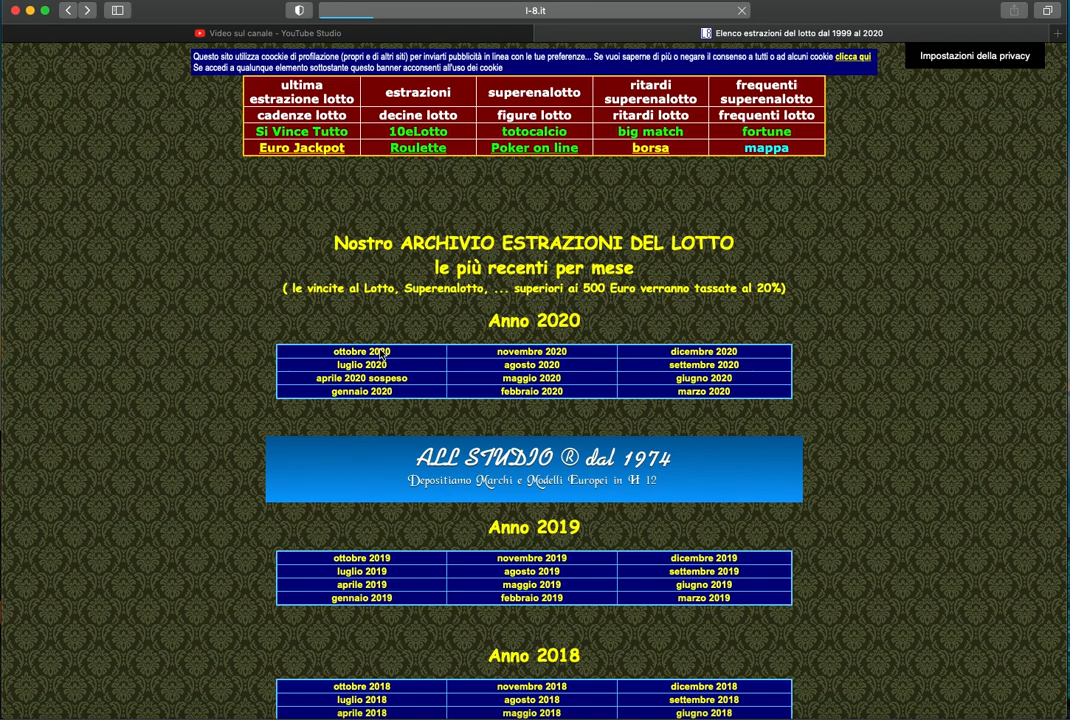 l-8.it
Video sul canale - YouTube Studio
Elenco estrazioni del lotto dal 1999 al 2020
Questo sito utilizza coockie di profilazione (propri e di altri siti) per inviarti pubblicità in linea con le tue preferenze... Se vuoi saperne di più o negare il consenso a tutti o ad alcuni cookie clicca qui
Se accedi a qualunque elemento sottostante questo banner acconsenti all'uso dei cookie
Impostazioni della privacy
ultima estrazione lotto estrazioni superenalotto ritardi superenalotto frequenti superenalotto
cadenze lotto decine lotto figure lotto ritardi lotto frequenti lotto
Si Vince Tutto 10eLotto totocalcio big match fortune
Euro Jackpot Roulette Poker on line borsa mappa
Nostro ARCHIVIO ESTRAZIONI DEL LOTTO
le più recenti per mese
( le vincite al Lotto, Superenalotto, ... superiori ai 500 Euro verranno tassate al 20%)
Anno 2020
ottobre 2020 novembre 2020 dicembre 2020
luglio 2020 agosto 2020 settembre 2020
aprile 2020 sospeso maggio 2020 giugno 2020
gennaio 2020 febbraio 2020 marzo 2020
ALL STUDIO ® dal 1974
Depositiamo Marchi e Modelli Europei in H 12
Anno 2019
ottobre 2019 novembre 2019 dicembre 2019
luglio 2019 agosto 2019 settembre 2019
aprile 2019 maggio 2019 giugno 2019
gennaio 2019 febbraio 2019 marzo 2019
Anno 2018
ottobre 2018 novembre 2018 dicembre 2018
luglio 2018 agosto 2018 settembre 2018
aprile 2018 maggio 2018 giugno 2018